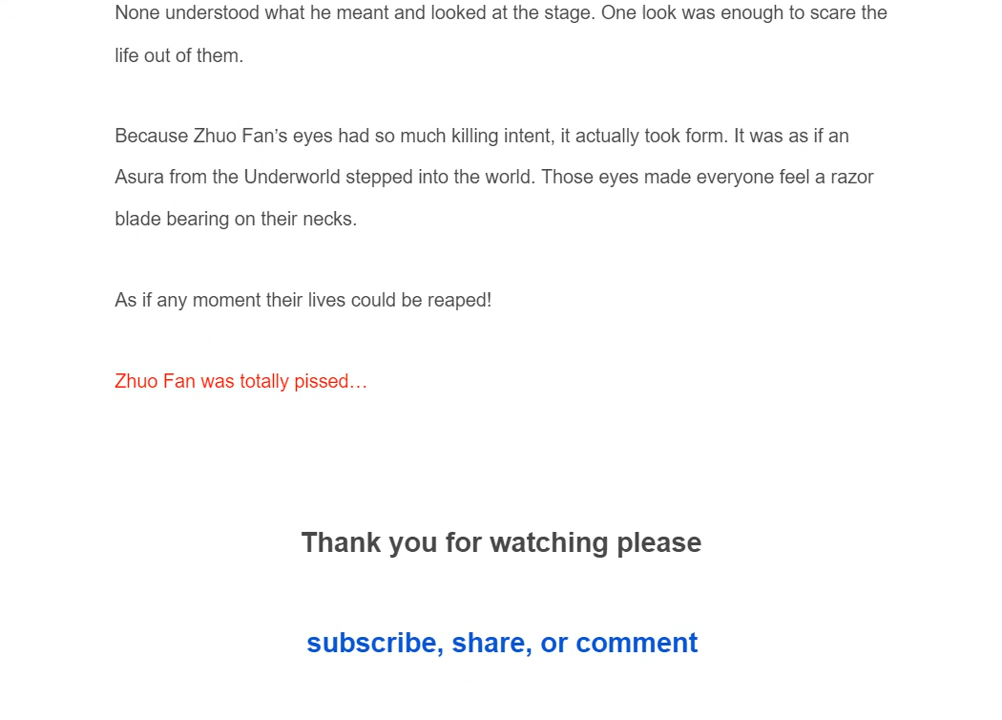 None understood what he meant and looked at the stage. One look was enough to scare the
life out of them.
Because Zhuo Fan’s eyes had so much killing intent, it actually took form. It was as if an
Asura from the Underworld stepped into the world. Those eyes made everyone feel a razor
blade bearing on their necks.
As if any moment their lives could be reaped!
Zhuo Fan was totally pissed…
Thank you for watching please
subscribe, share, or comment